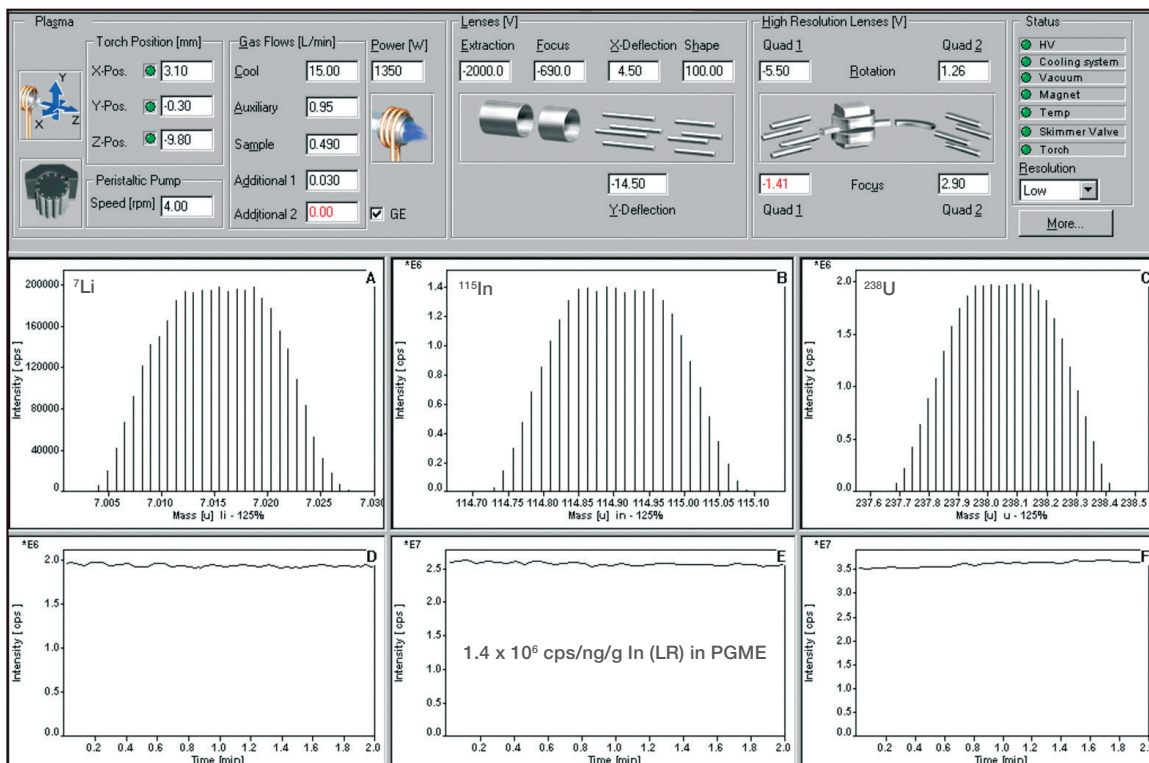 Plasma
Torch Position [mm]
X-Pos. 3.10
Y-Pos. -0.30
Z-Pos. -9.80
Peristaltic Pump
Speed [rpm] 4.00
Gas Flows [L/min]
Cool 15.00
Auxiliary 0.95
Sample 0.490
Additional 1 0.030
Additional 2 0.00
Power [W]
1350
GE
X Y Z
Lenses [V]
Extraction Focus X-Deflection Shape
-2000.0 -690.0 4.50 100.00
-14.50
Y-Deflection
High Resolution Lenses [V]
Quad 1 Quad 2
-5.50 Rotation 1.26
-1.41 Focus 2.90
Quad 1 Quad 2
Status
HV
Cooling system
Vacuum
Magnet
Temp
Skimmer Valve
Torch
Resolution
Low
More...
A
⁷Li
Intensity [cps]
200000
160000
120000
80000
40000
0
7.005 7.010 7.015 7.020 7.025 7.030
Mass [u] li - 125%
*E6
B
¹¹⁵In
Intensity [cps]
1.4
1.2
1.0
0.8
0.6
0.4
0.2
0.0
114.70 114.75 114.80 114.85 114.90 114.95 115.00 115.05 115.10
Mass [u] in - 125%
*E6
C
²³⁸U
Intensity [cps]
2.0
1.5
1.0
0.5
0.0
237.6 237.7 237.8 237.9 238.0 238.1 238.2 238.3 238.4 238.5
Mass [u] u - 125%
*E6
D
Intensity [cps]
2.0
1.5
1.0
0.5
0.0
0.2 0.4 0.6 0.8 1.0 1.2 1.4 1.6 1.8 2.0
Time [min]
*E7
E
Intensity [cps]
2.5
2.0
1.5
1.0
0.5
0.0
1.4 x 10⁶ cps/ng/g In (LR) in PGME
0.2 0.4 0.6 0.8 1.0 1.2 1.4 1.6 1.8 2.0
Time [min]
*E7
F
Intensity [cps]
3.5
3.0
2.5
2.0
1.5
1.0
0.5
0.0
0.2 0.4 0.6 0.8 1.0 1.2 1.4 1.6 1.8 2.0
Time [min]